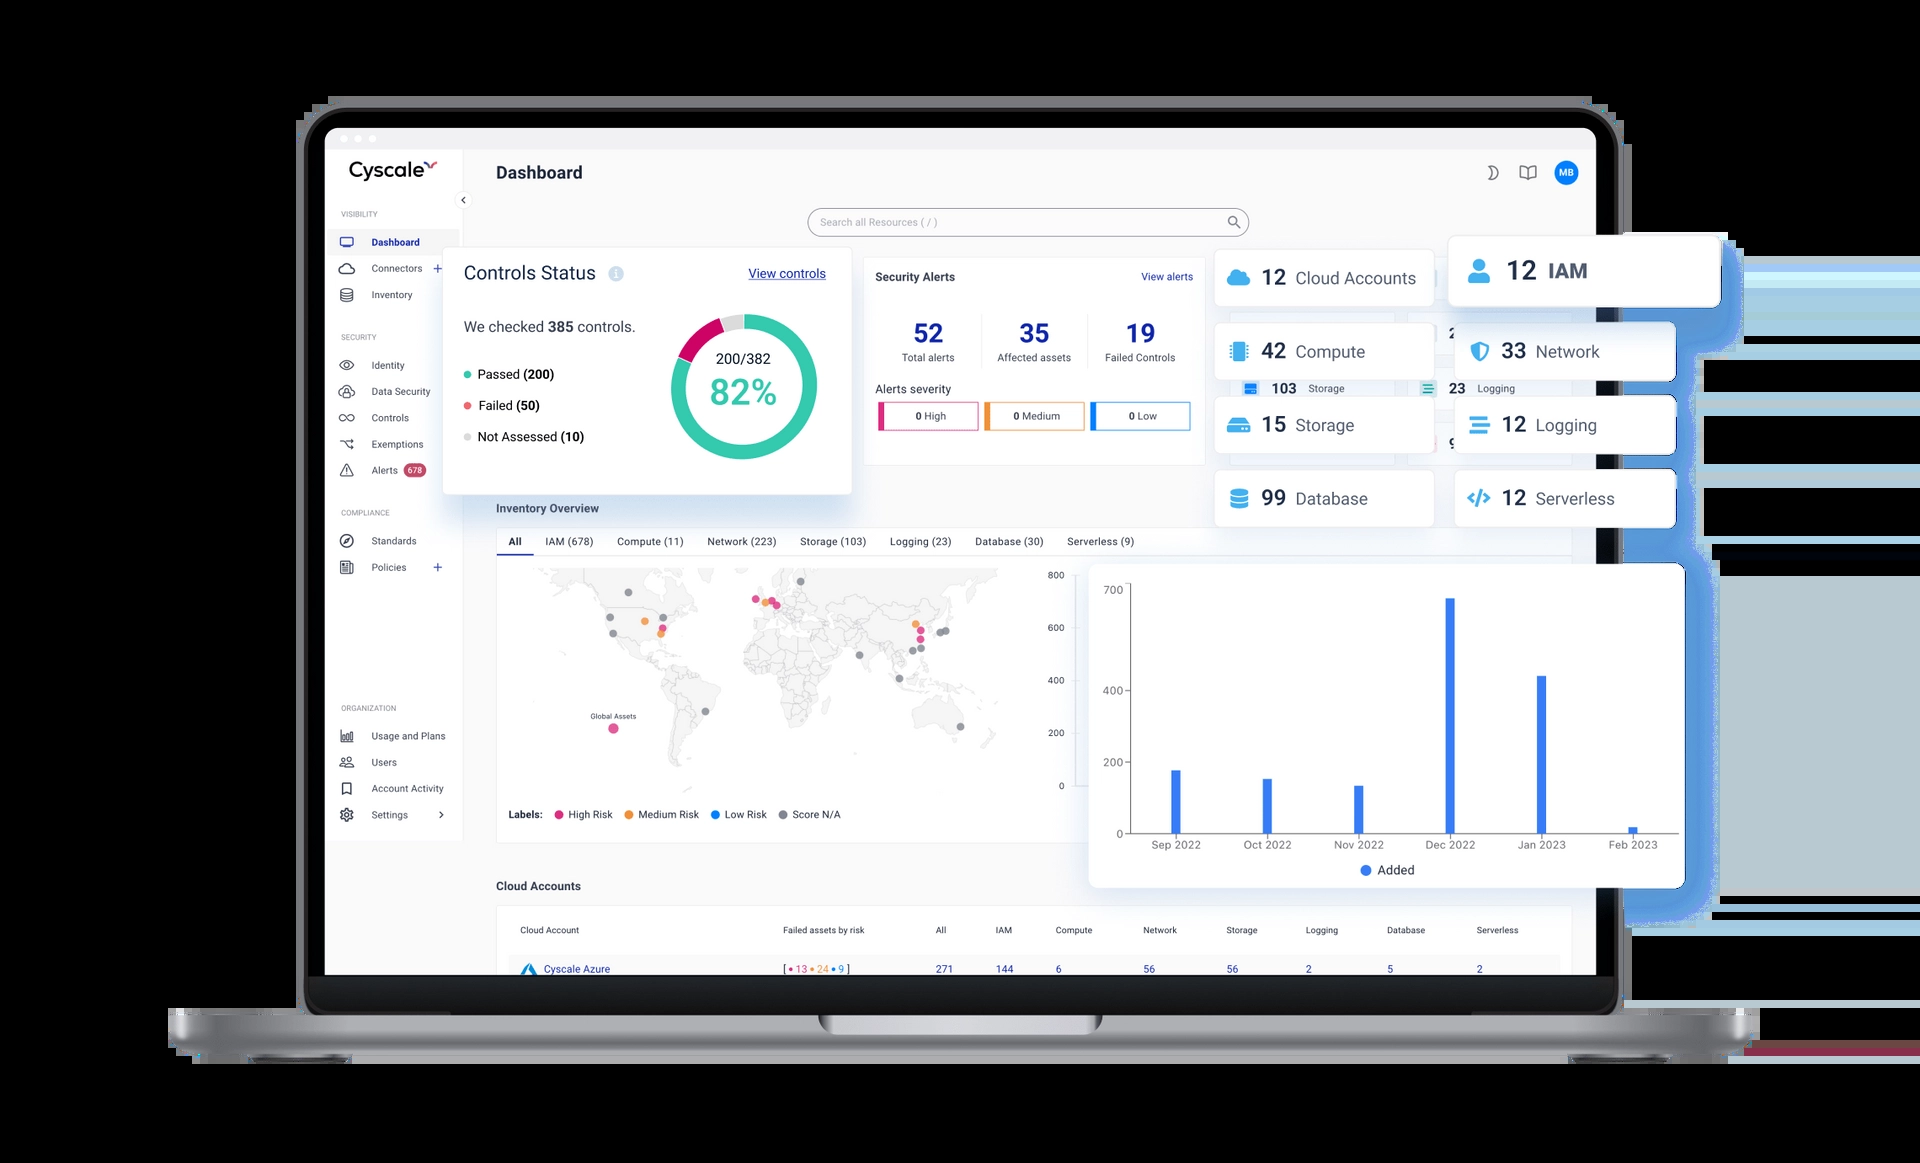 Cyscale
Dashboard
MB
Search all Resources ( / )
VISIBILITY
Dashboard
Connectors +
Inventory
SECURITY
Identity
Data Security
Controls
Exemptions
Alerts 678
COMPLIANCE
Standards
Policies +
ORGANIZATION
Usage and Plans
Users
Account Activity
Settings
Controls Status
View controls
We checked 385 controls.
Passed (200)
Failed (50)
Not Assessed (10)
200/382
82%
Security Alerts
View alerts
52
Total alerts
35
Affected assets
19
Failed Controls
Alerts severity
0 High
0 Medium
0 Low
12 Cloud Accounts
12 IAM
42 Compute
33 Network
103 Storage
23 Logging
15 Storage
12 Logging
99 Database
12 Serverless
Inventory Overview
All IAM (678) Compute (11) Network (223) Storage (103) Logging (23) Database (30) Serverless (9)
Global Assets
Labels: High Risk Medium Risk Low Risk Score N/A
800
600
400
200
0
700
400
200
0
Sep 2022 Oct 2022 Nov 2022 Dec 2022 Jan 2023 Feb 2023
Added
Cloud Accounts
Cloud Account Failed assets by risk All IAM Compute Network Storage Logging Database Serverless
Cyscale Azure [ • 13 • 24 • 9 ] 271 144 6 56 56 2 5 2